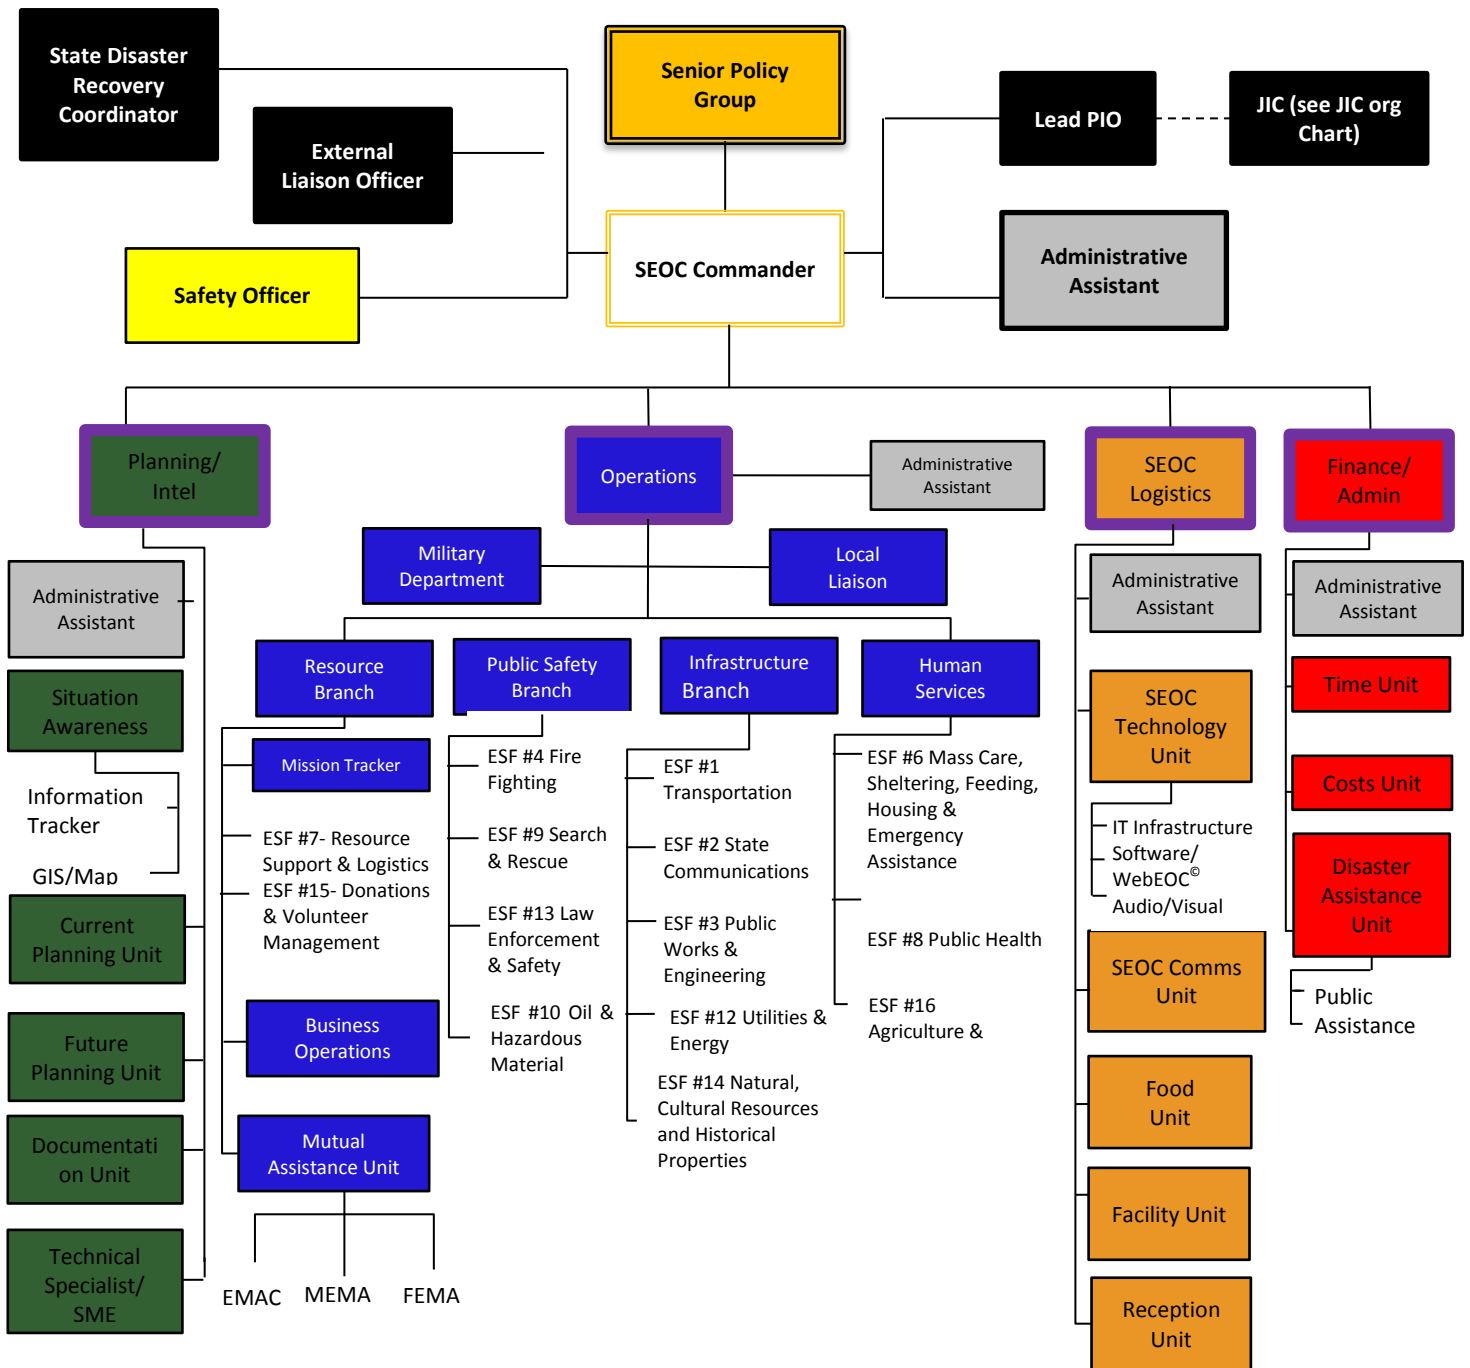 State Disaster
Recovery
Coordinator
External
Liaison Officer
Safety Officer
Senior Policy
Group
SEOC Commander
Lead PIO
JIC (see JIC org
Chart)
Administrative
Assistant
Planning/
Intel
Operations
Administrative
Assistant
SEOC
Logistics
Finance/
Admin
Military
Department
Local
Liaison
Administrative
Assistant
Situation
Awareness
Information
Tracker
GIS/Map
Current
Planning Unit
Future
Planning Unit
Documentati
on Unit
Technical
Specialist/
SME
Resource
Branch
Mission Tracker
ESF #7- Resource
Support & Logistics
ESF #15- Donations
& Volunteer
Management
Business
Operations
Mutual
Assistance Unit
EMAC
MEMA
FEMA
Public Safety
Branch
ESF #4 Fire
Fighting
ESF #9 Search
& Rescue
ESF #13 Law
Enforcement
& Safety
ESF #10 Oil &
Hazardous
Material
Infrastructure
Branch
ESF #1
Transportation
ESF #2 State
Communications
ESF #3 Public
Works &
Engineering
ESF #12 Utilities &
Energy
ESF #14 Natural,
Cultural Resources
and Historical
Properties
Human
Services
ESF #6 Mass Care,
Sheltering, Feeding,
Housing &
Emergency
Assistance
ESF #8 Public Health
ESF #16
Agriculture &
Administrative
Assistant
SEOC
Technology
Unit
IT Infrastructure
Software/
WebEOC©
Audio/Visual
SEOC Comms
Unit
Food
Unit
Facility Unit
Reception
Unit
Administrative
Assistant
Time Unit
Costs Unit
Disaster
Assistance
Unit
Public
Assistance